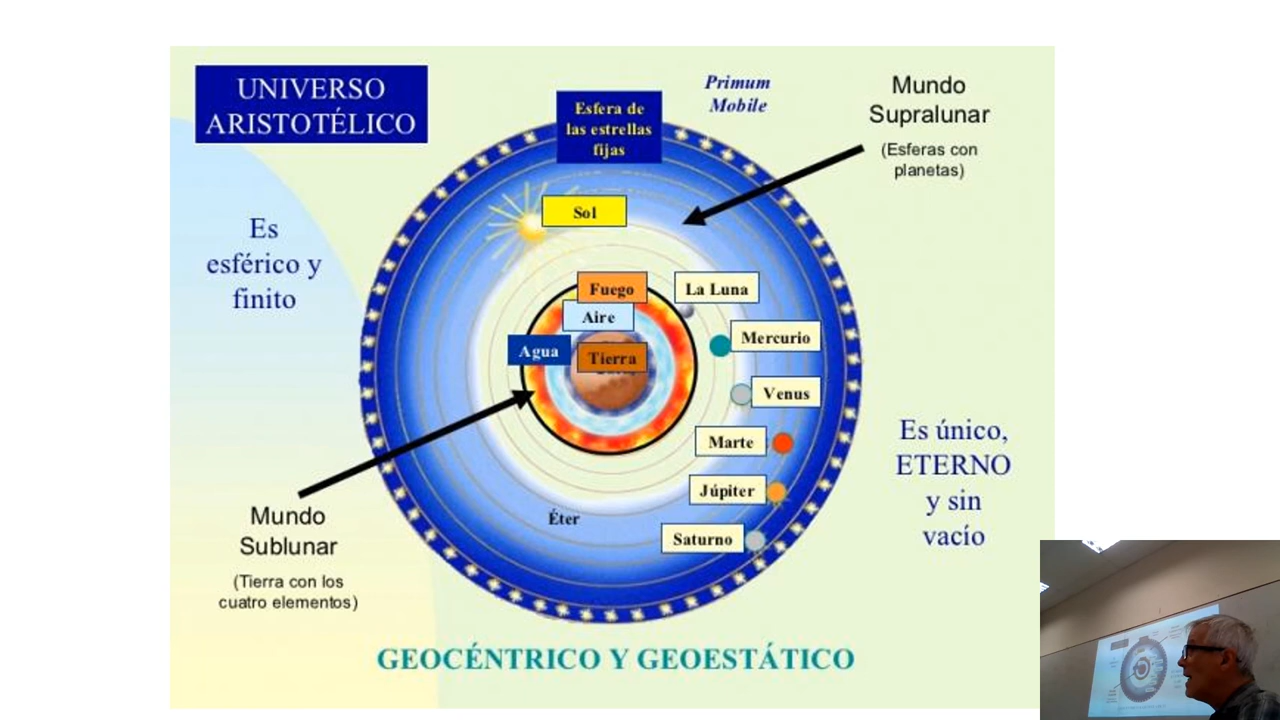 UNIVERSO
ARISTOTÉLICO
Esfera de
las estrellas
fijas
Primum
Mobile
Mundo
Supralunar
(Esferas con
planetas)
Sol
Es
esférico y
finito
Fuego
La Luna
Aire
Mercurio
Agua
Tierra
Venus
Marte
Es único,
ETERNO
y sin
vacío
Júpiter
Éter
Saturno
Mundo
Sublunar
(Tierra con los
cuatro elementos)
GEOCÉNTRICO Y GEOESTÁTICO